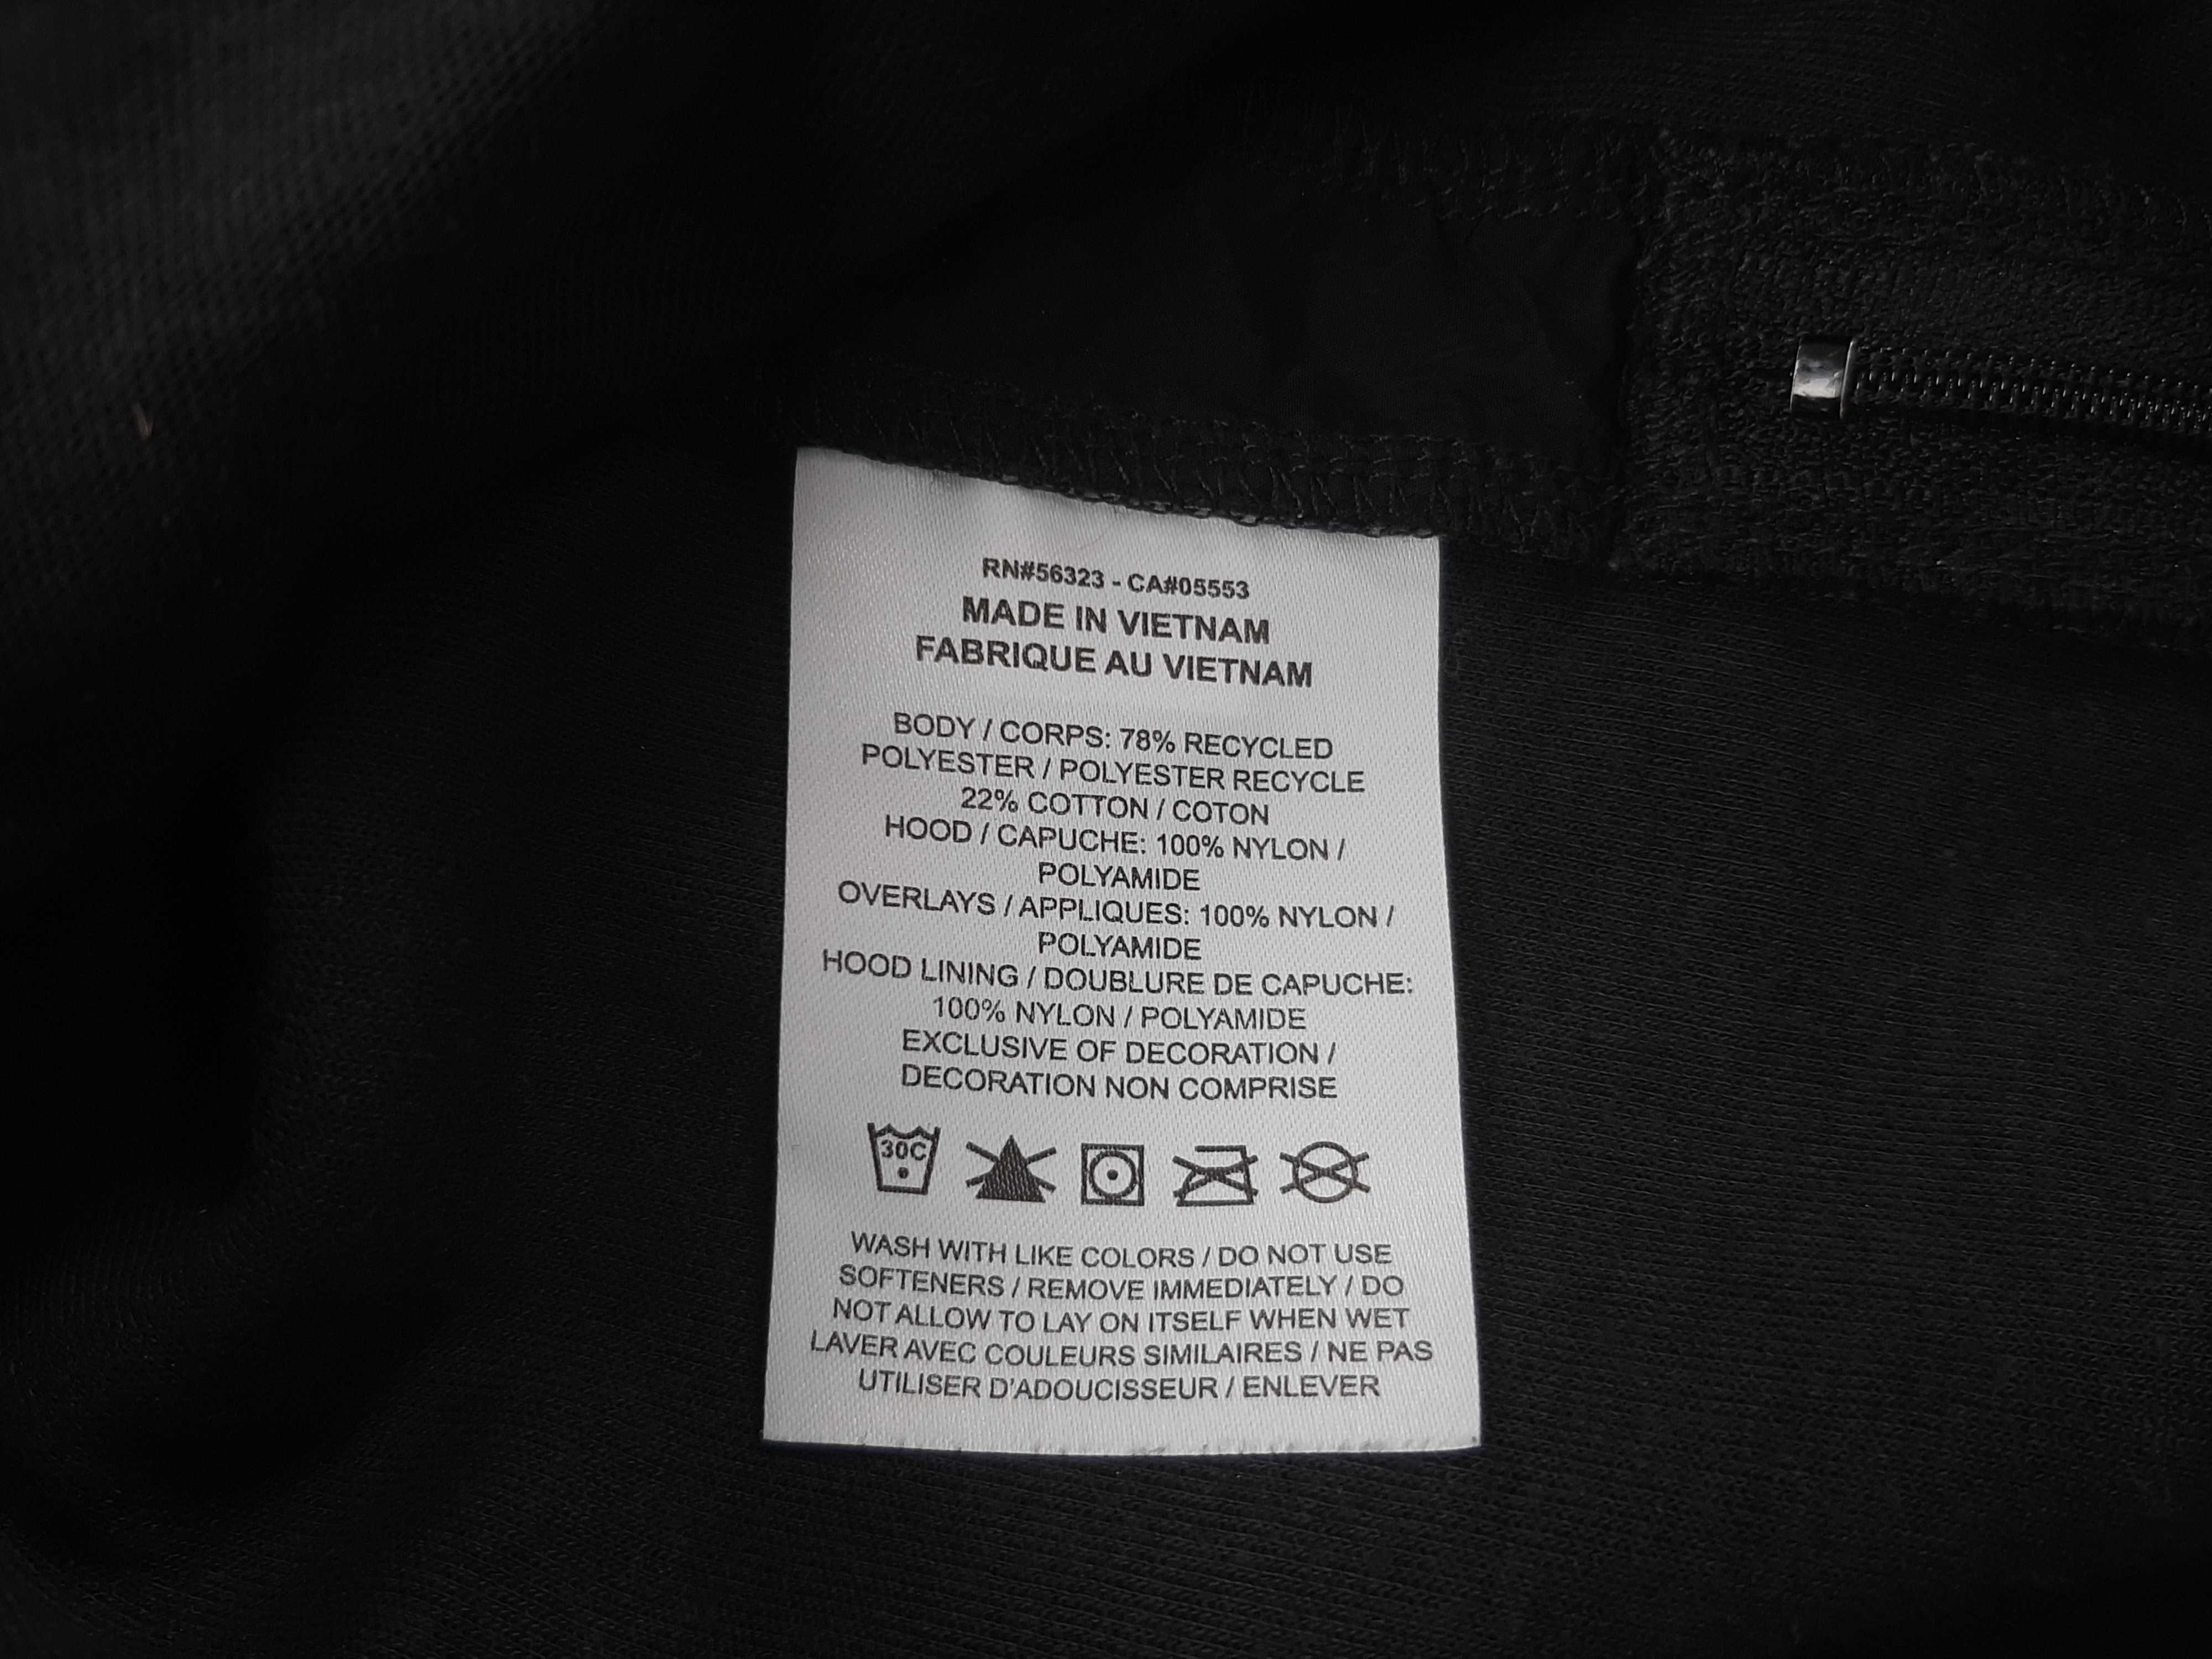 RN#56323 - CA#05553
MADE IN VIETNAM
FABRIQUE AU VIETNAM
BODY / CORPS: 78% RECYCLED
POLYESTER / POLYESTER RECYCLE
22% COTTON / COTON
HOOD / CAPUCHE: 100% NYLON /
POLYAMIDE
OVERLAYS / APPLIQUES: 100% NYLON /
POLYAMIDE
HOOD LINING / DOUBLURE DE CAPUCHE:
100% NYLON / POLYAMIDE
EXCLUSIVE OF DECORATION /
DECORATION NON COMPRISE
30C
WASH WITH LIKE COLORS / DO NOT USE
SOFTENERS / REMOVE IMMEDIATELY / DO
NOT ALLOW TO LAY ON ITSELF WHEN WET
LAVER AVEC COULEURS SIMILAIRES / NE PAS
UTILISER D'ADOUCISSEUR / ENLEVER